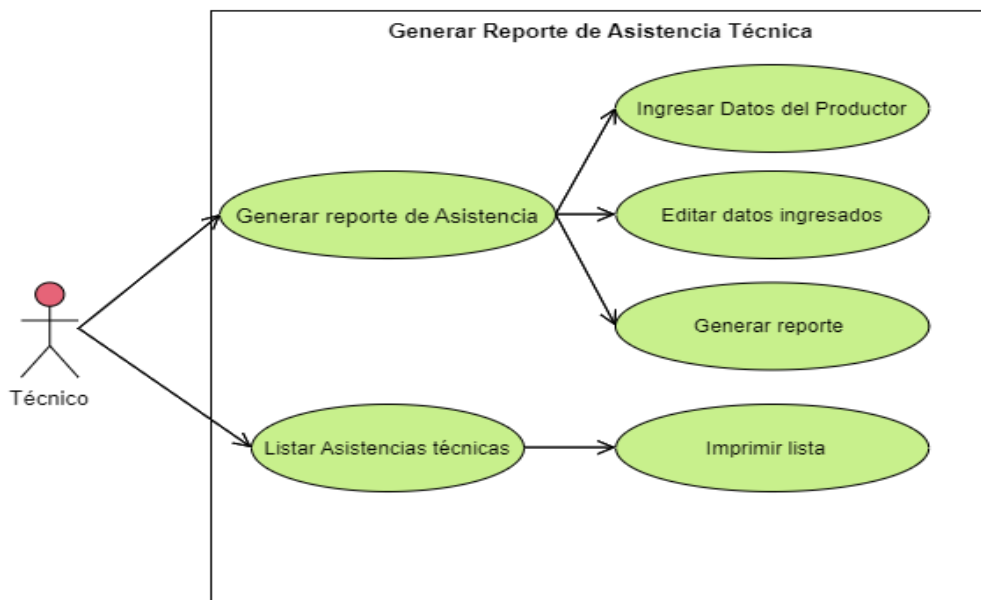 Generar Reporte de Asistencia Técnica
Ingresar Datos del Productor
Generar reporte de Asistencia
Editar datos ingresados
Generar reporte
Técnico
Listar Asistencias técnicas
Imprimir lista